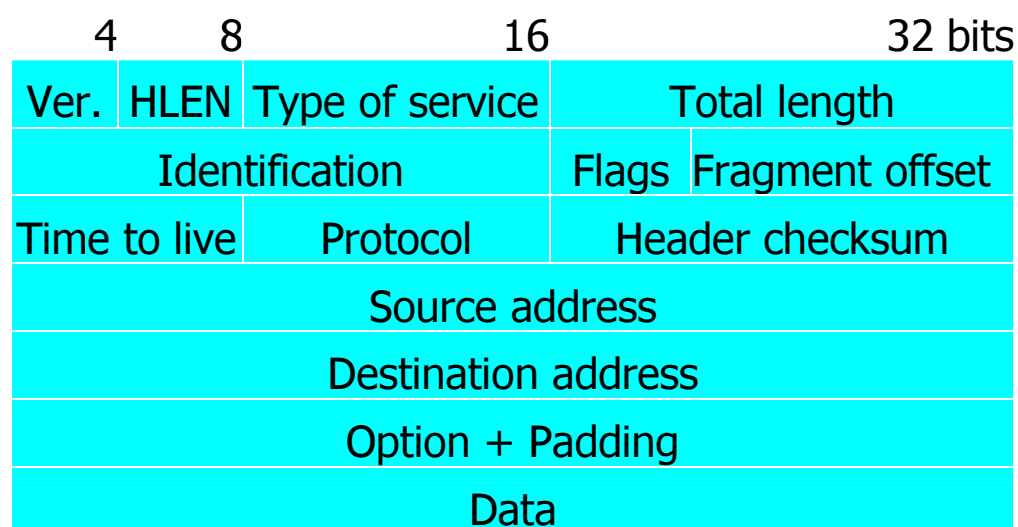 4 8 16 32 bits
Ver. HLEN Type of service Total length
Identification Flags Fragment offset
Time to live Protocol Header checksum
Source address
Destination address
Option + Padding
Data